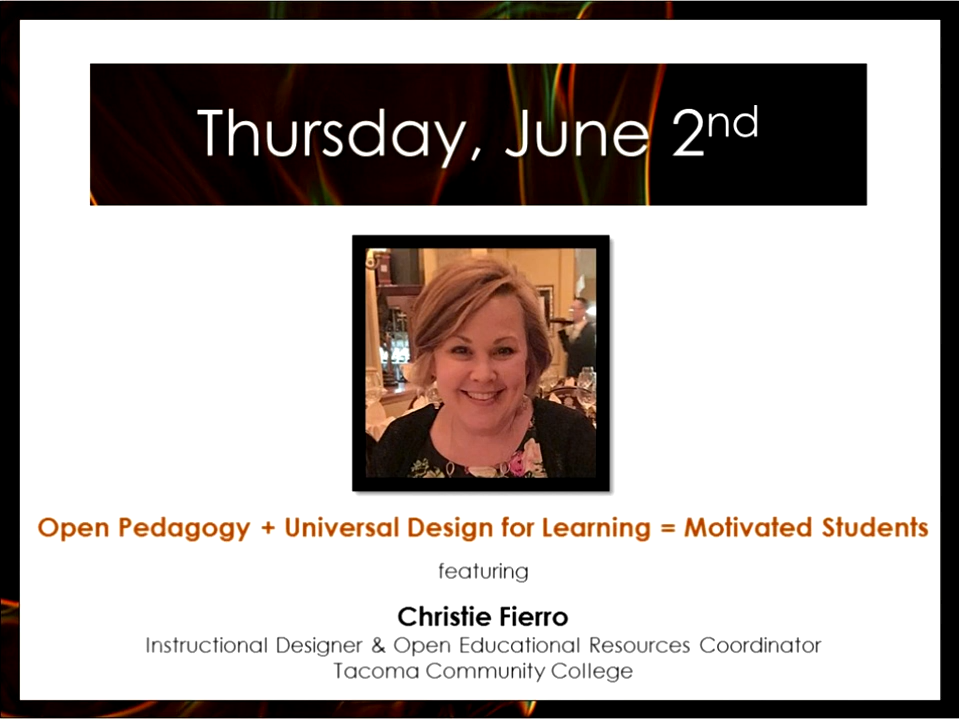 Thursday, June 2nd
Open Pedagogy + Universal Design for Learning = Motivated Students
featuring
Christie Fierro
Instructional Designer & Open Educational Resources Coordinator
Tacoma Community College